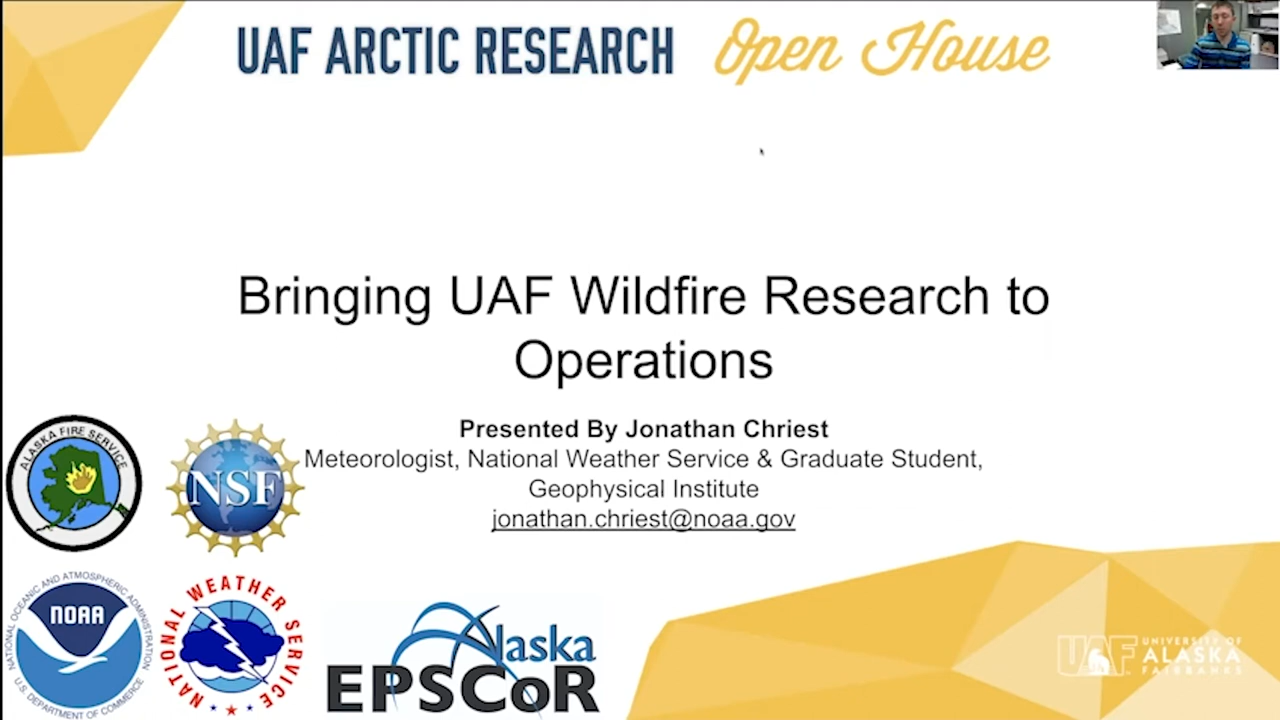 UAF ARCTIC RESEARCH Open House
Bringing UAF Wildfire Research to
Operations
Presented By Jonathan Chriest
Meteorologist, National Weather Service & Graduate Student,
Geophysical Institute
jonathan.chriest@noaa.gov
ALASKA FIRE SERVICE
NSF
NATIONAL OCEANIC AND ATMOSPHERIC ADMINISTRATION
NOAA
U.S. DEPARTMENT OF COMMERCE
NATIONAL WEATHER SERVICE
Alaska
EPSCoR
UAF
UNIVERSITY OF
ALASKA
FAIRBANKS